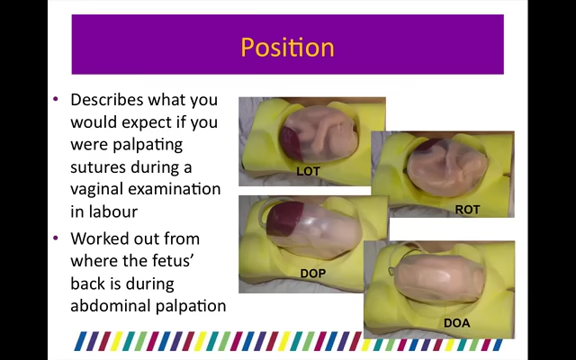 Position
• Describes what you
would expect if you
were palpating
sutures during a
vaginal examination
in labour
• Worked out from
where the fetus'
back is during
abdominal palpation
LOT
ROT
DOP
DOA